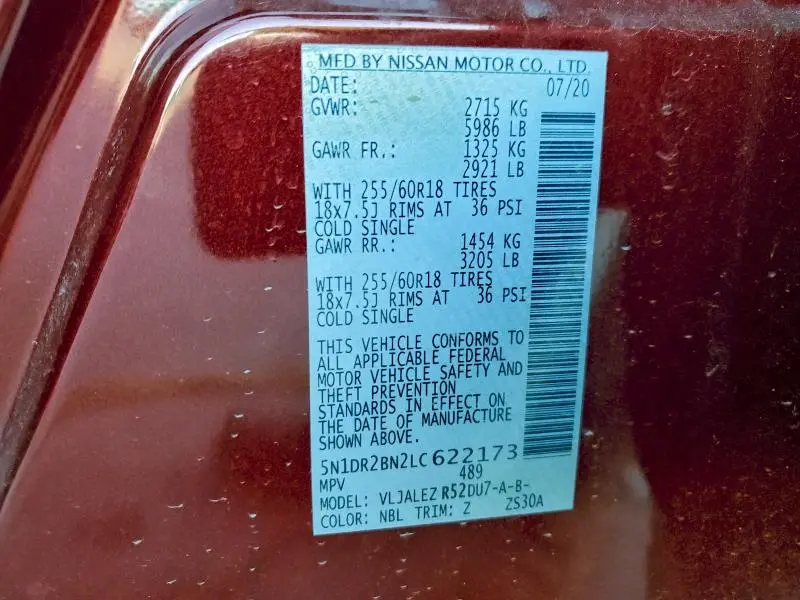 MFD BY NISSAN MOTOR CO., LTD.
DATE: 07/20
GVWR: 2715 KG
5986 LB
GAWR FR.: 1325 KG
2921 LB
WITH 255/60R18 TIRES
18x7.5J RIMS AT 36 PSI
COLD SINGLE
GAWR RR.: 1454 KG
3205 LB
WITH 255/60R18 TIRES
18x7.5J RIMS AT 36 PSI
COLD SINGLE
THIS VEHICLE CONFORMS TO
ALL APPLICABLE FEDERAL
MOTOR VEHICLE SAFETY AND
THEFT PREVENTION
STANDARDS IN EFFECT ON
THE DATE OF MANUFACTURE
SHOWN ABOVE.
5N1DR2BN2LC622173
MPV 489
MODEL: VLJALEZ R52DU7-A-B-
COLOR: NBL TRIM: Z ZS30A